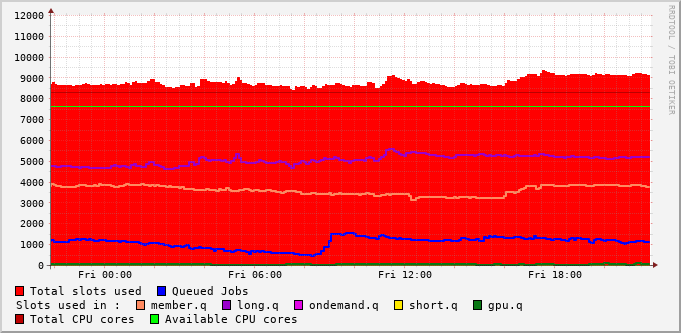 12000
11000
10000
9000
8000
7000
6000
5000
4000
3000
2000
1000
0
Fri 00:00 Fri 06:00 Fri 12:00 Fri 18:00
RRDTOOL / TOBI OETIKER
Total slots used Queued Jobs
Slots used in : member.q long.q ondemand.q short.q gpu.q
Total CPU cores Available CPU cores